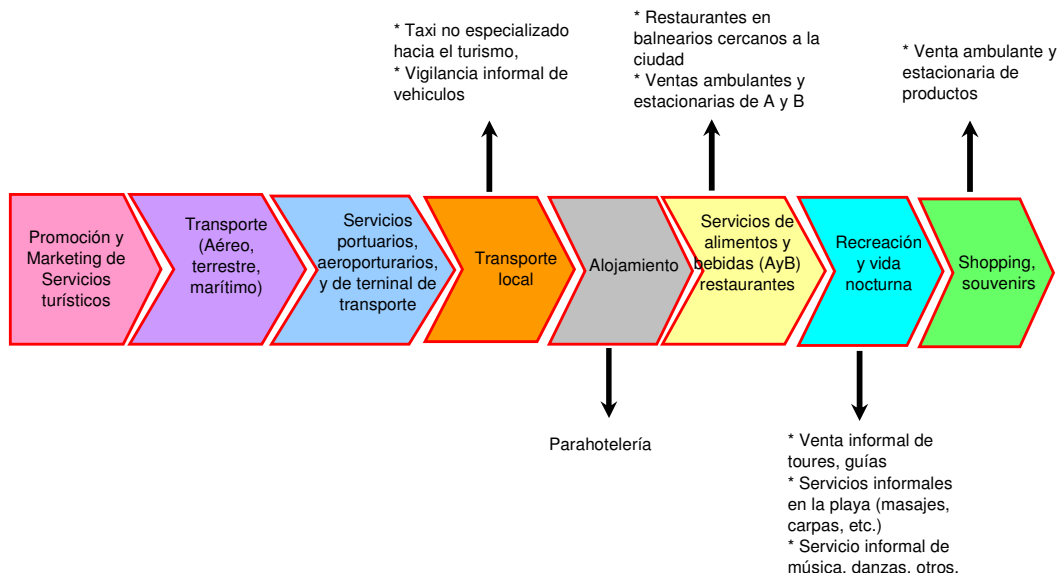 * Taxi no especializado
hacia el turismo,
* Vigilancia informal de
vehiculos
* Restaurantes en
balnearios cercanos a la
ciudad
* Ventas ambulantes y
estacionarias de A y B
* Venta ambulante y
estacionaria de
productos
Promoción y
Marketing de
Servicios
turísticos
Transporte
(Aéreo,
terrestre,
marítimo)
Servicios
portuarios,
aeroporturarios,
y de terninal de
transporte
Transporte
local
Alojamiento
Servicios de
alimentos y
bebidas (AyB)
restaurantes
Recreación
y vida
nocturna
Shopping,
souvenirs
Parahotelería
* Venta informal de
toures, guías
* Servicios informales
en la playa (masajes,
carpas, etc.)
* Servicio informal de
música, danzas, otros.